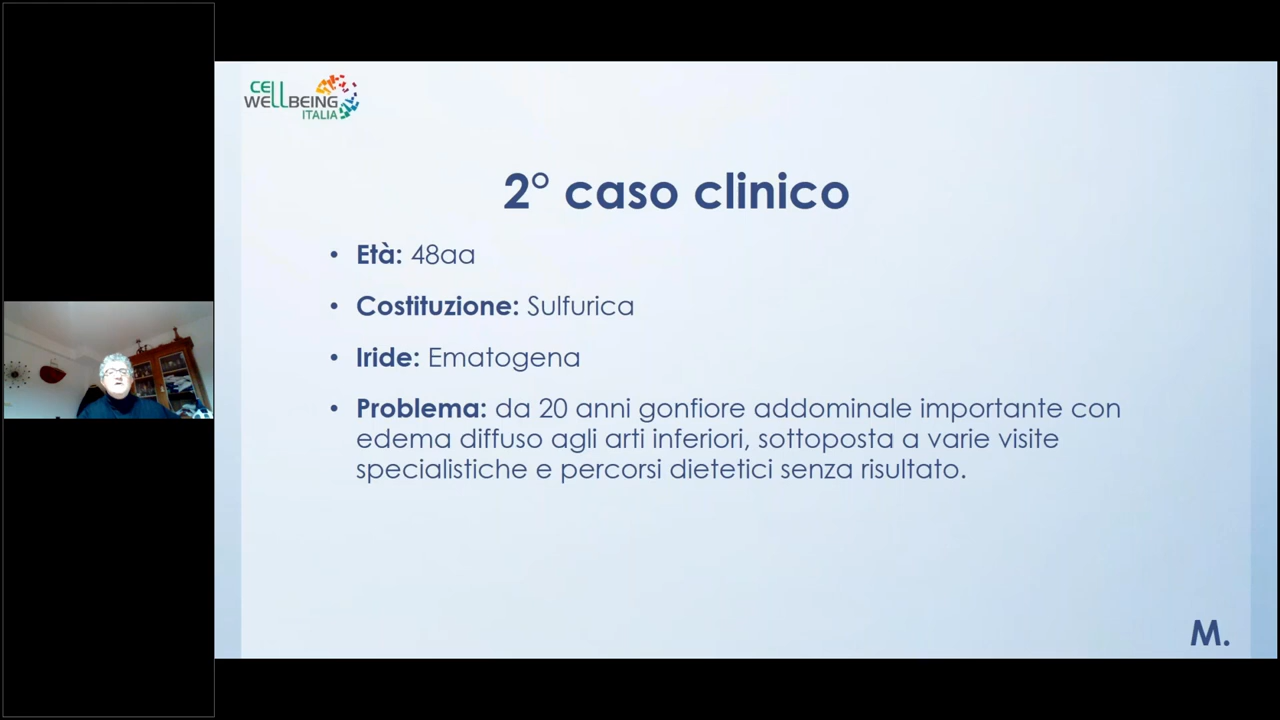 CELL
WELLBEING
ITALIA
2° caso clinico
• Età: 48aa
• Costituzione: Sulfurica
• Iride: Ematogena
• Problema: da 20 anni gonfiore addominale importante con
edema diffuso agli arti inferiori, sottoposta a varie visite
specialistiche e percorsi dietetici senza risultato.
M.